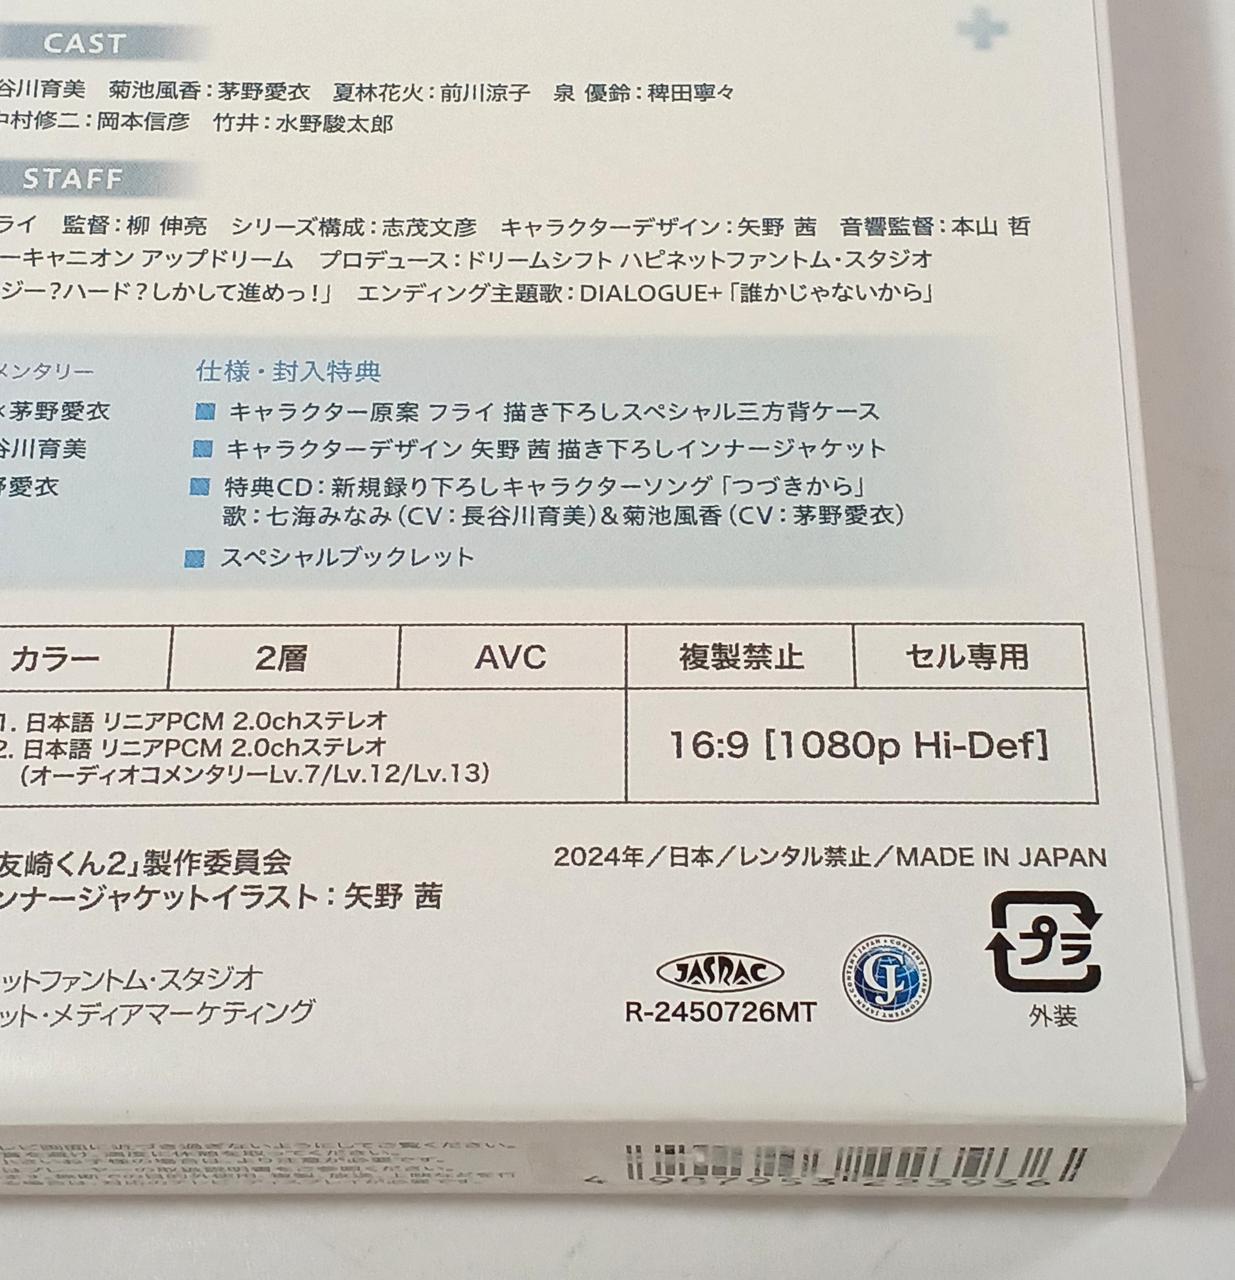 CAST
谷川育美　菊池風香：茅野愛衣　夏林花火：前川涼子　泉 優鈴：稗田寧々
中村修二：岡本信彦　竹井：水野駿太郎
STAFF
ライ　監督：柳 伸亮　シリーズ構成：志茂文彦　キャラクターデザイン：矢野 茜　音響監督：本山 哲
ーキャニオン アップドリーム　プロデュース：ドリームシフト ハピネットファントム・スタジオ
ジー？ハード？しかして進めっ！」　エンディング主題歌：DIALOGUE+「誰かじゃないから」
メンタリー
×茅野愛衣
谷川育美
野愛衣
仕様・封入特典
■ キャラクター原案 フライ 描き下ろしスペシャル三方背ケース
■ キャラクターデザイン 矢野 茜 描き下ろしインナージャケット
■ 特典CD：新規録り下ろしキャラクターソング「つづきから」
歌：七海みなみ（CV：長谷川育美）＆菊池風香（CV：茅野愛衣）
■ スペシャルブックレット
カラー　2層　AVC　複製禁止　セル専用
1. 日本語 リニアPCM 2.0chステレオ
2. 日本語 リニアPCM 2.0chステレオ
（オーディオコメンタリーLv.7/Lv.12/Lv.13）
16:9 [1080p Hi-Def]
友崎くん2」製作委員会
ンナージャケットイラスト：矢野 茜
2024年／日本／レンタル禁止／MADE IN JAPAN
ットファントム・スタジオ
ット・メディアマーケティング
JASRAC
R-2450726MT
CONTENT JAPAN
CJ
プラ
外装